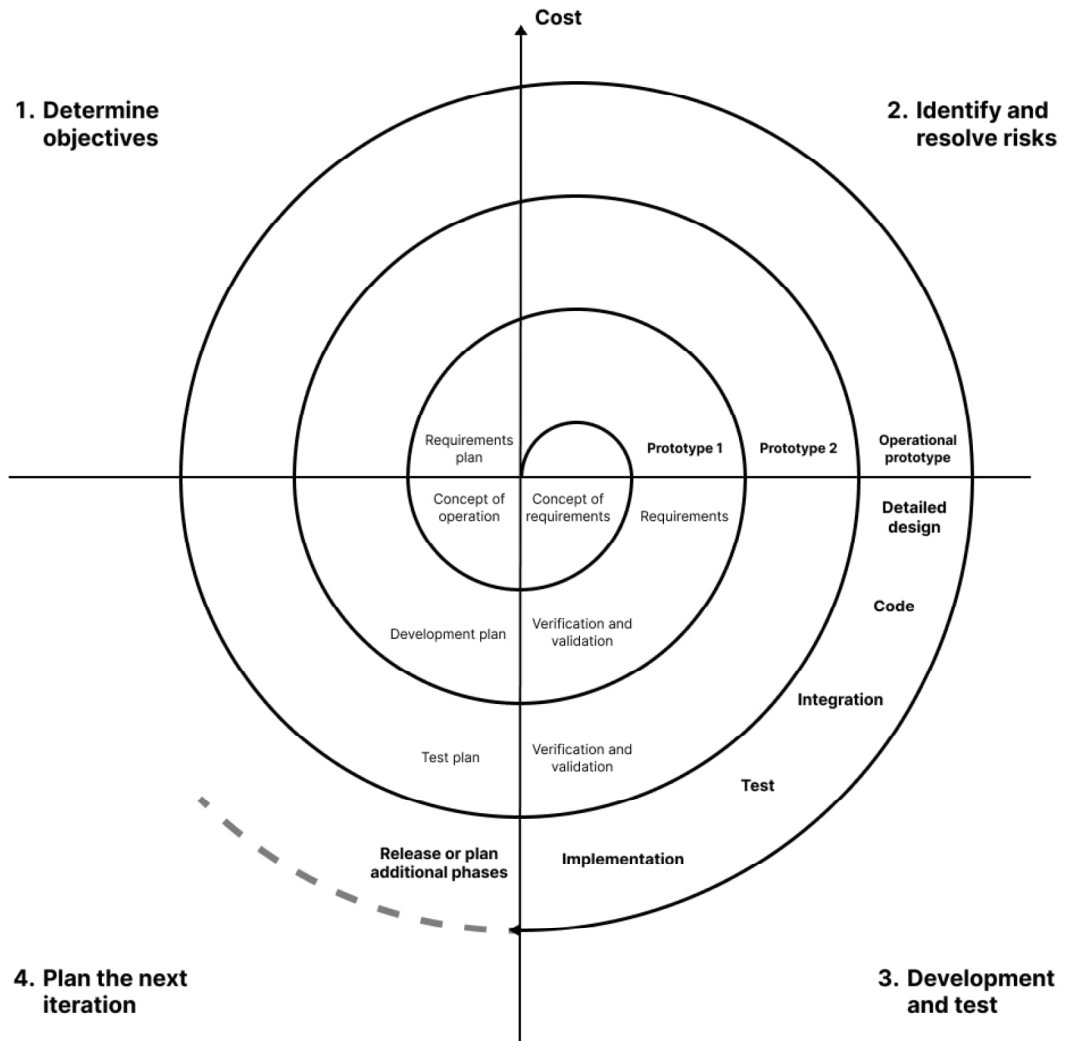 Cost
1. Determine
objectives
2. Identify and
resolve risks
Requirements
plan
Prototype 1
Prototype 2
Operational
prototype
Concept of
operation
Concept of
requirements
Requirements
Detailed
design
Code
Development plan
Verification and
validation
Integration
Test plan
Verification and
validation
Test
Release or plan
additional phases
Implementation
4. Plan the next
iteration
3. Development
and test